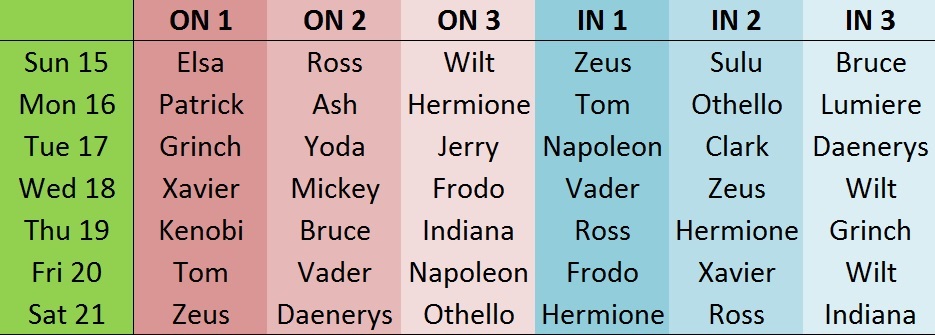 ON 1 ON 2 ON 3 IN 1 IN 2 IN 3
Sun 15 Elsa Ross Wilt Zeus Sulu Bruce
Mon 16 Patrick Ash Hermione Tom Othello Lumiere
Tue 17 Grinch Yoda Jerry Napoleon Clark Daenerys
Wed 18 Xavier Mickey Frodo Vader Zeus Wilt
Thu 19 Kenobi Bruce Indiana Ross Hermione Grinch
Fri 20 Tom Vader Napoleon Frodo Xavier Wilt
Sat 21 Zeus Daenerys Othello Hermione Ross Indiana